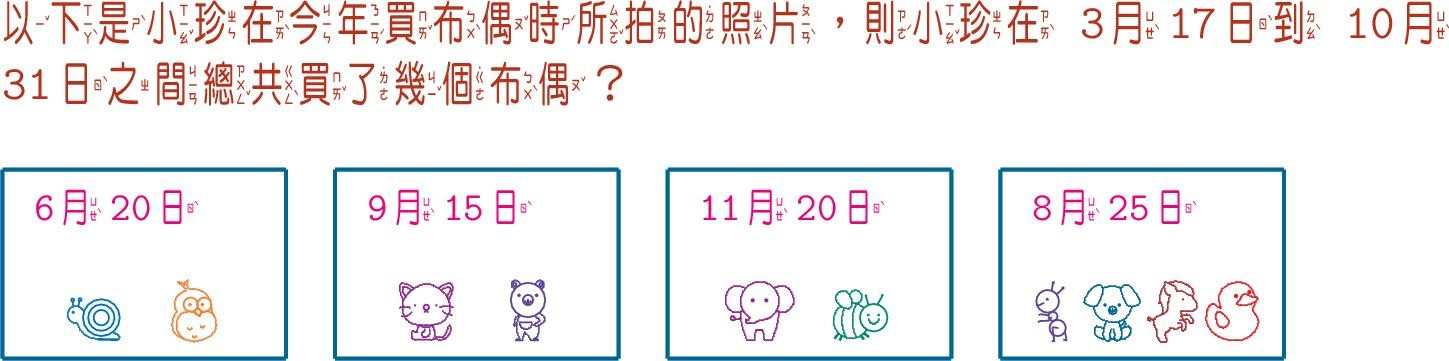 以下是小珍在今年買布偶時所拍的照片，則小珍在 3月17日到 10月
31日之間總共買了幾個布偶？
6月20日 9月15日 11月20日 8月25日